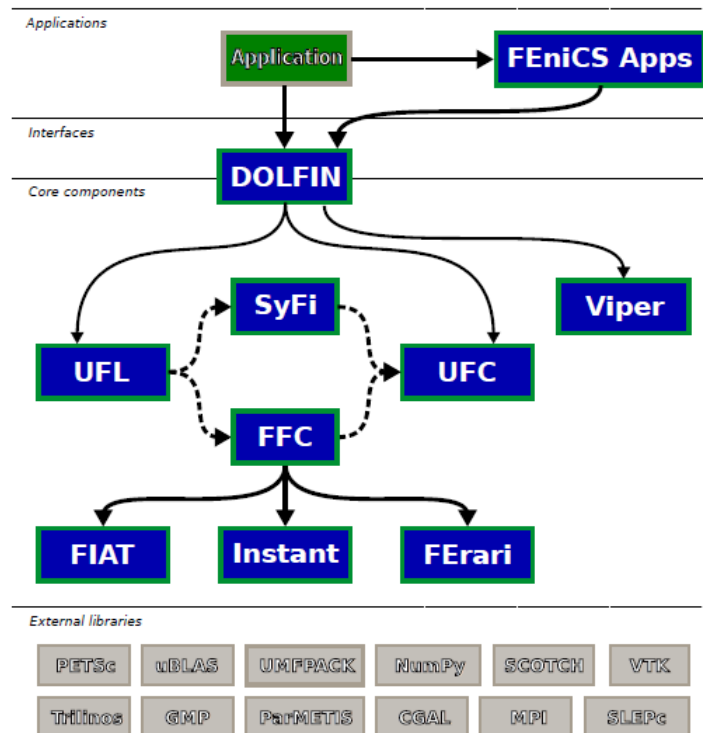 Applications
Application
FEniCS Apps
Interfaces
DOLFIN
Core components
SyFi
Viper
UFL
UFC
FFC
FIAT
Instant
FErari
External libraries
PETSc uBLAS UMFPACK NumPy SCOTCH VTK
Trilinos GMP ParMETIS CGAL MPI SLEPc